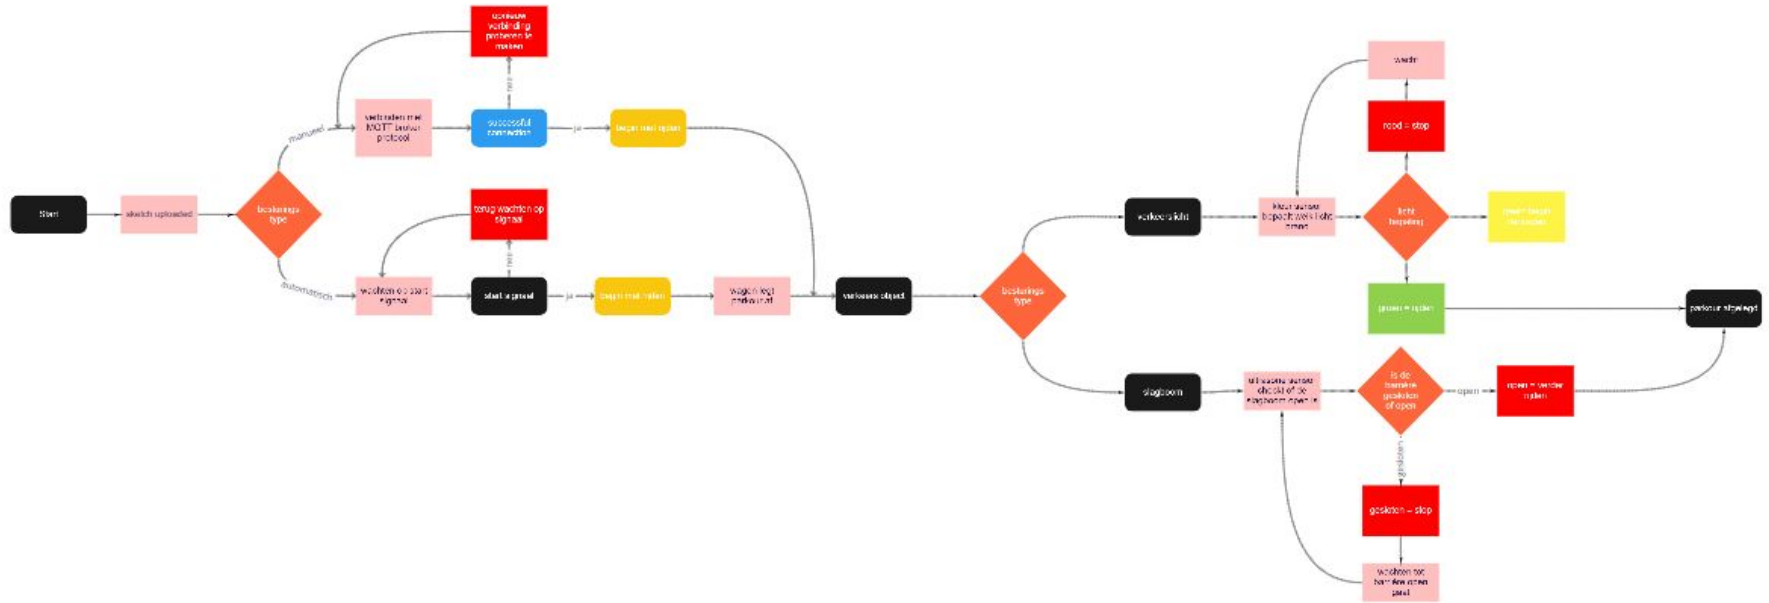 opnieuw
verbinding
proberen te
maken
nee
manueel
verbinden met
MQTT broker
protocol
successful
connection
ja
begin met rijden
Start
sketch uploaded
besturings
type
terug wachten op
signaal
nee
automatisch
wachten op start
signaal
start signaal
ja
begin met rijden
wagen legt
parkour af
verkeers object
besturings
type
wacht
rood = stop
verkeerslicht
kleur sensor
bepaalt welk licht
brand
licht
bepaling
groen = rijden
parkour afgelegd
slagboom
ultrasone sensor
checkt of de
slagboom open is
is de
barrière
gesloten
of open
open
open = verder
rijden
gesloten
gesloten = stop
wachten tot
barrière open
gaat